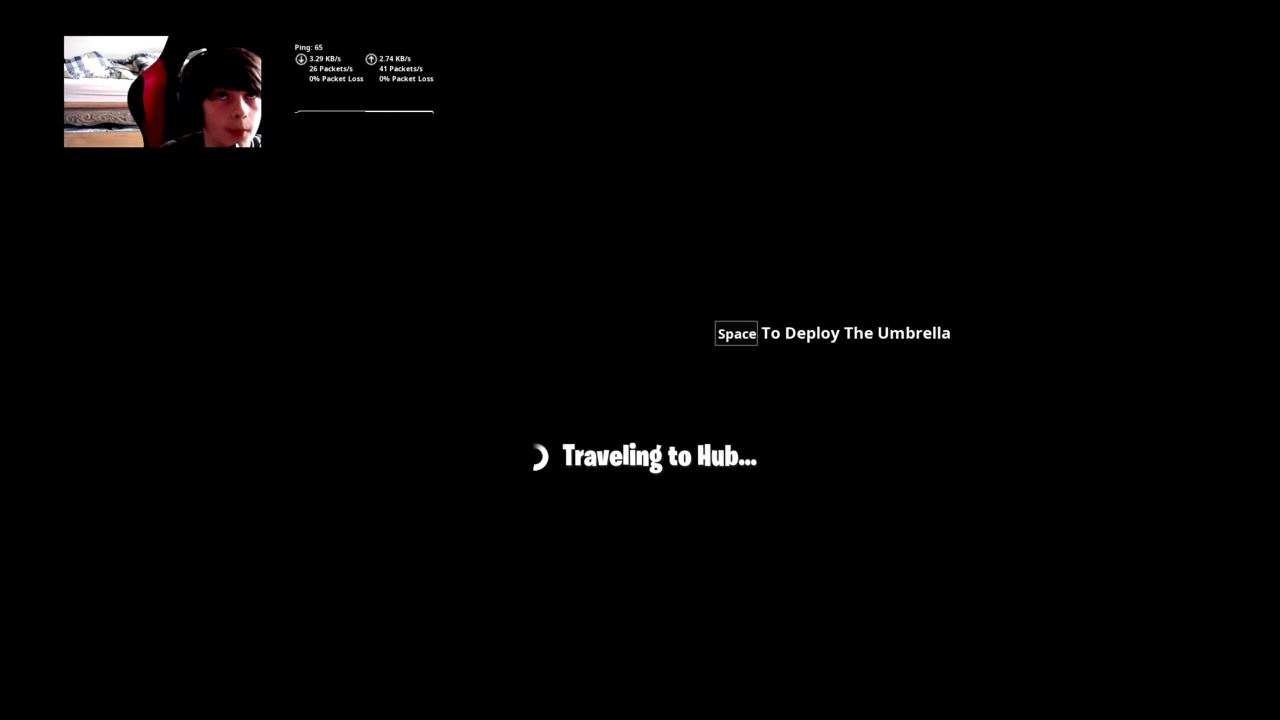 Ping: 65
3.29 KB/s
26 Packets/s
0% Packet Loss
2.74 KB/s
41 Packets/s
0% Packet Loss
Space To Deploy The Umbrella
Traveling to Hub...